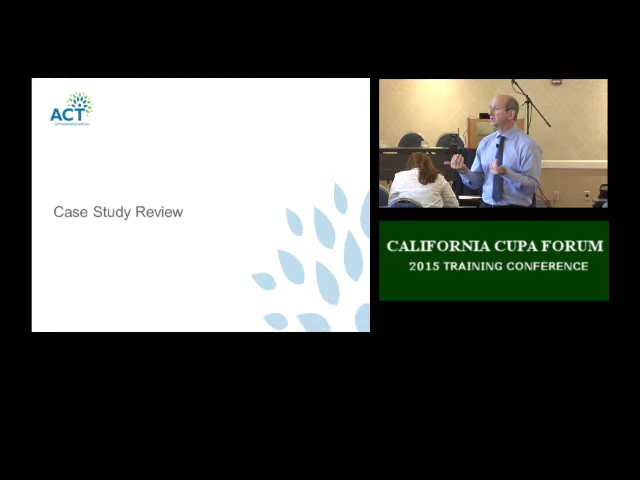 ACT
Case Study Review
CALIFORNIA CUPA FORUM
2015 TRAINING CONFERENCE